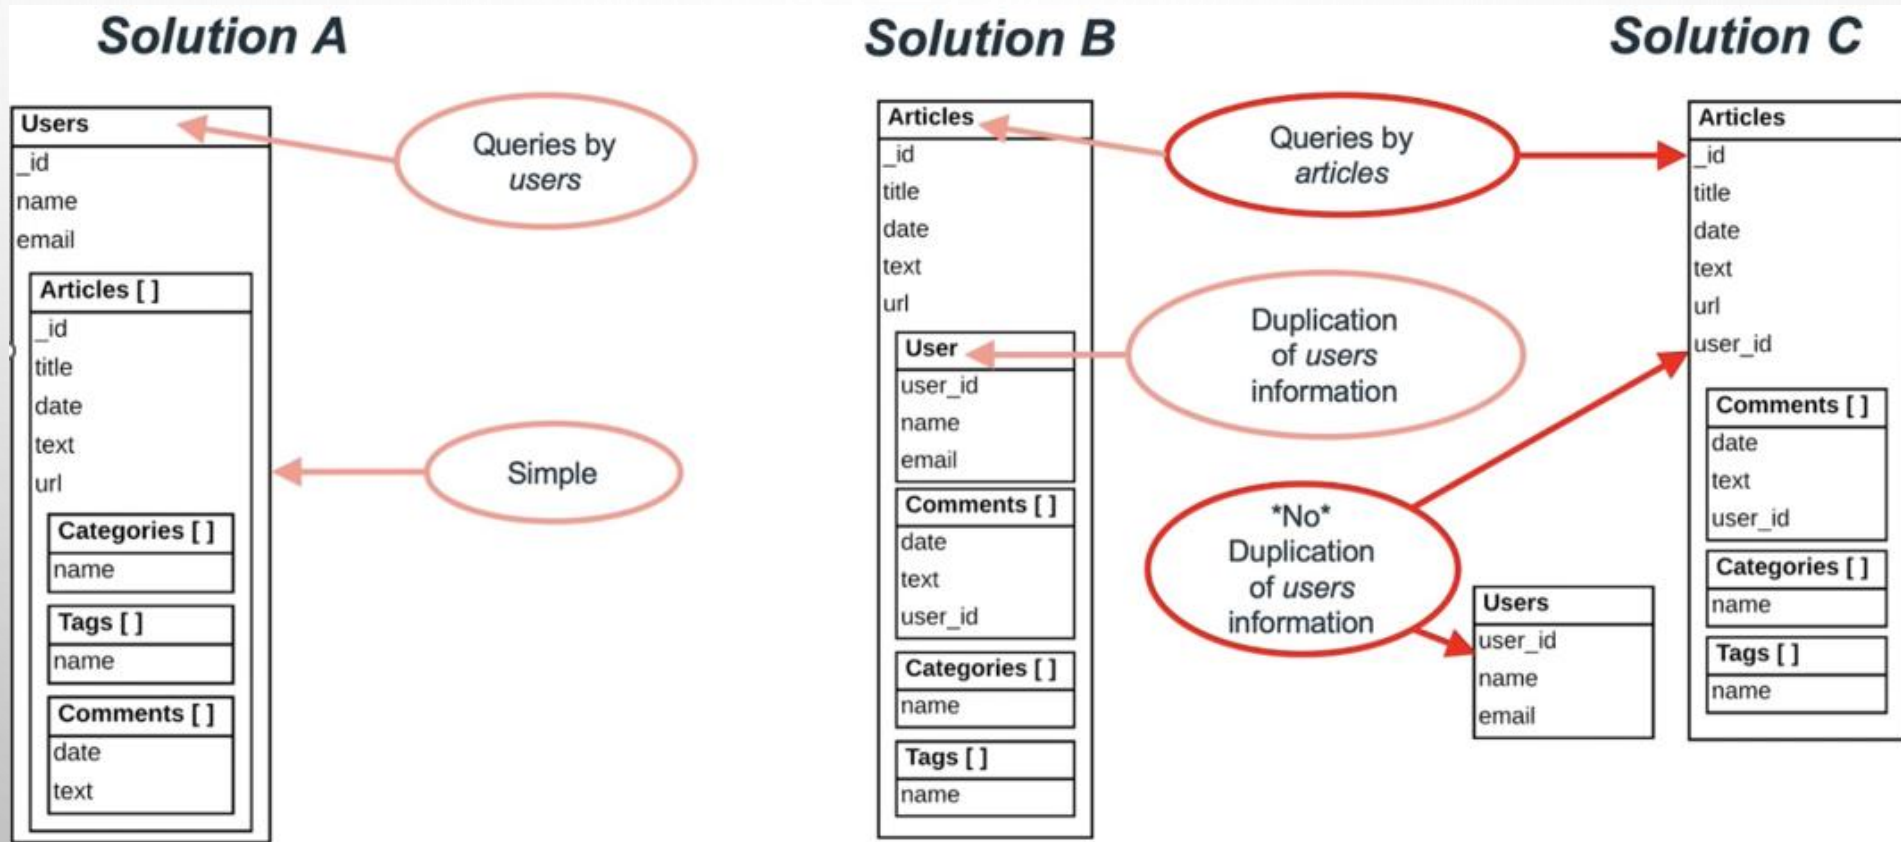 Solution A
Users
_id
name
email
Articles [ ]
_id
title
date
text
url
Categories [ ]
name
Tags [ ]
name
Comments [ ]
date
text
Queries by
users
Simple
Solution B
Articles
_id
title
date
text
url
User
user_id
name
email
Comments [ ]
date
text
user_id
Categories [ ]
name
Tags [ ]
name
Queries by
articles
Duplication
of users
information
*No*
Duplication
of users
information
Users
user_id
name
email
Solution C
Articles
_id
title
date
text
url
user_id
Comments [ ]
date
text
user_id
Categories [ ]
name
Tags [ ]
name